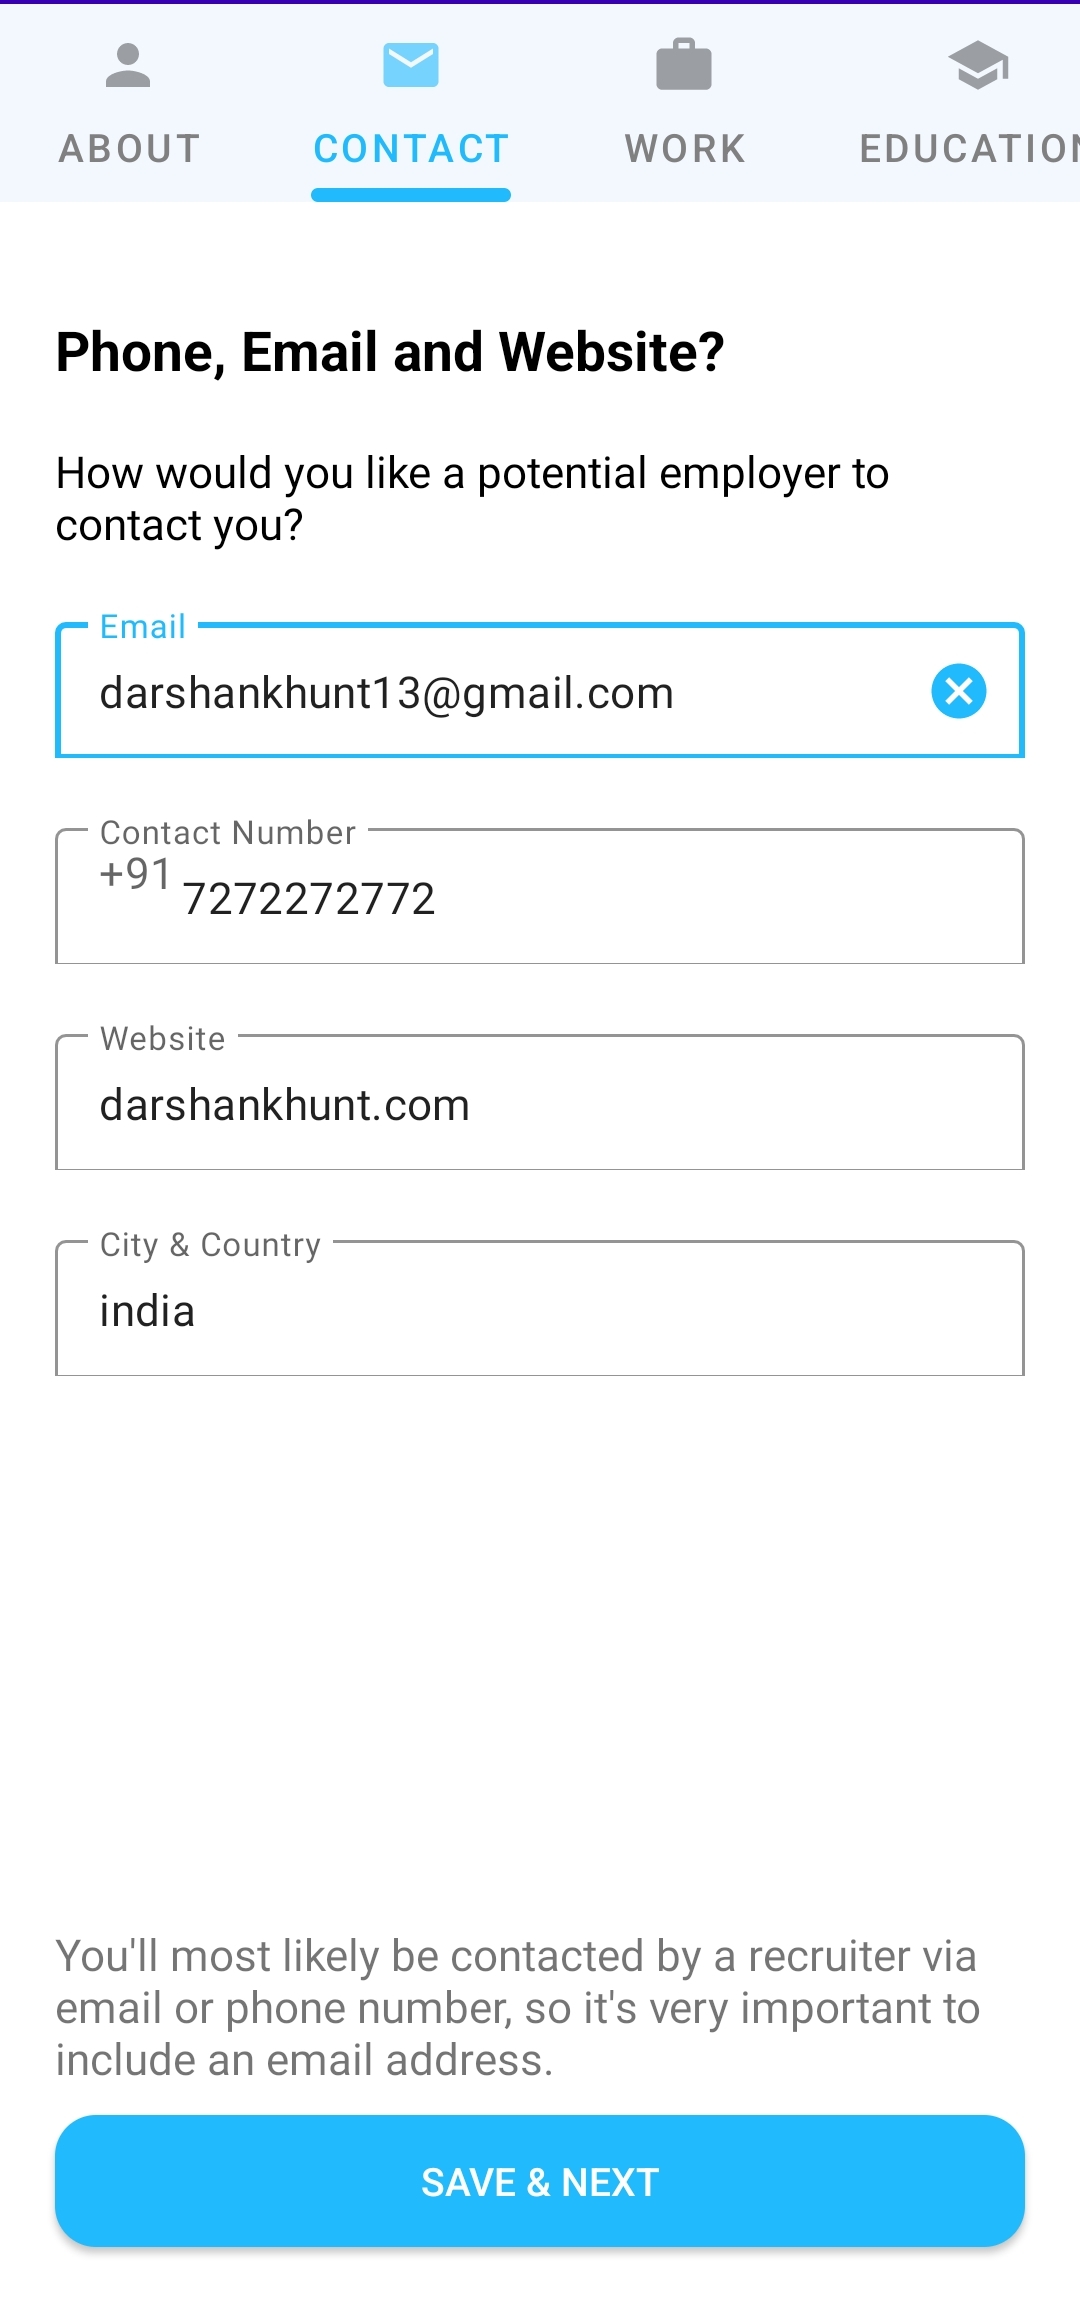 ABOUT
CONTACT
WORK
EDUCATION
Phone, Email and Website?
How would you like a potential employer to
contact you?
Email
darshankhunt13@gmail.com
Contact Number
+91 7272272772
Website
darshankhunt.com
City & Country
india
You'll most likely be contacted by a recruiter via
email or phone number, so it's very important to
include an email address.
SAVE & NEXT